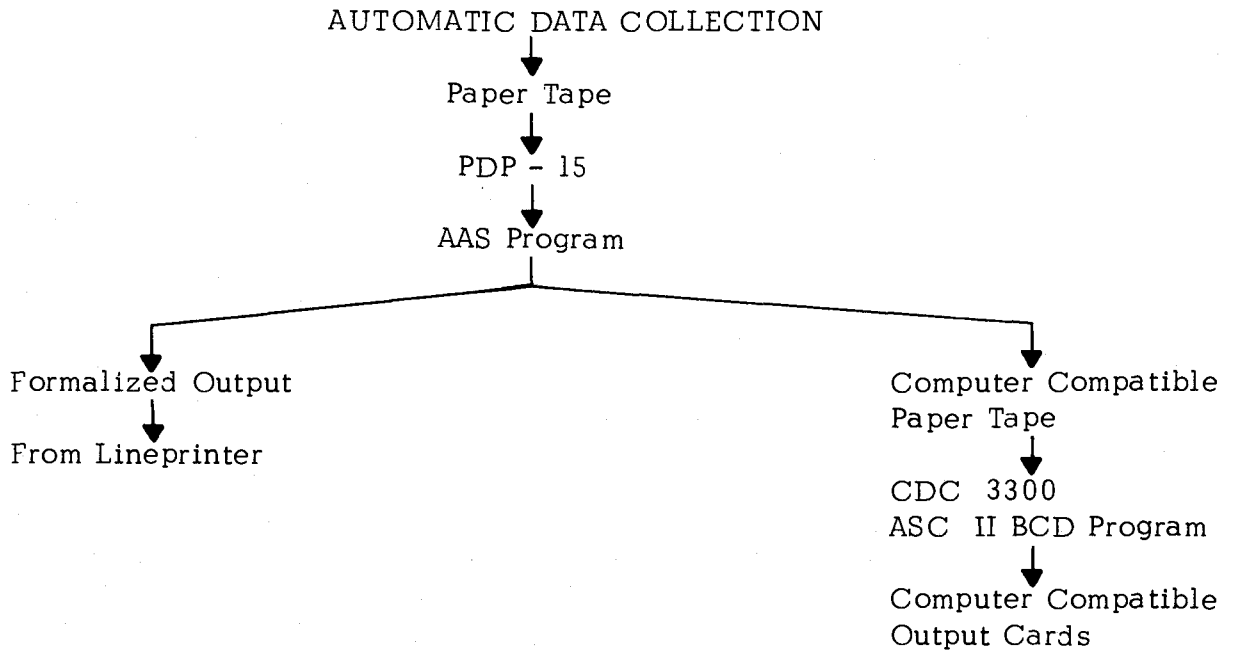 AUTOMATIC DATA COLLECTION
Paper Tape
PDP - 15
AAS Program
Formalized Output
From Lineprinter
Computer Compatible
Paper Tape
CDC 3300
ASC II BCD Program
Computer Compatible
Output Cards